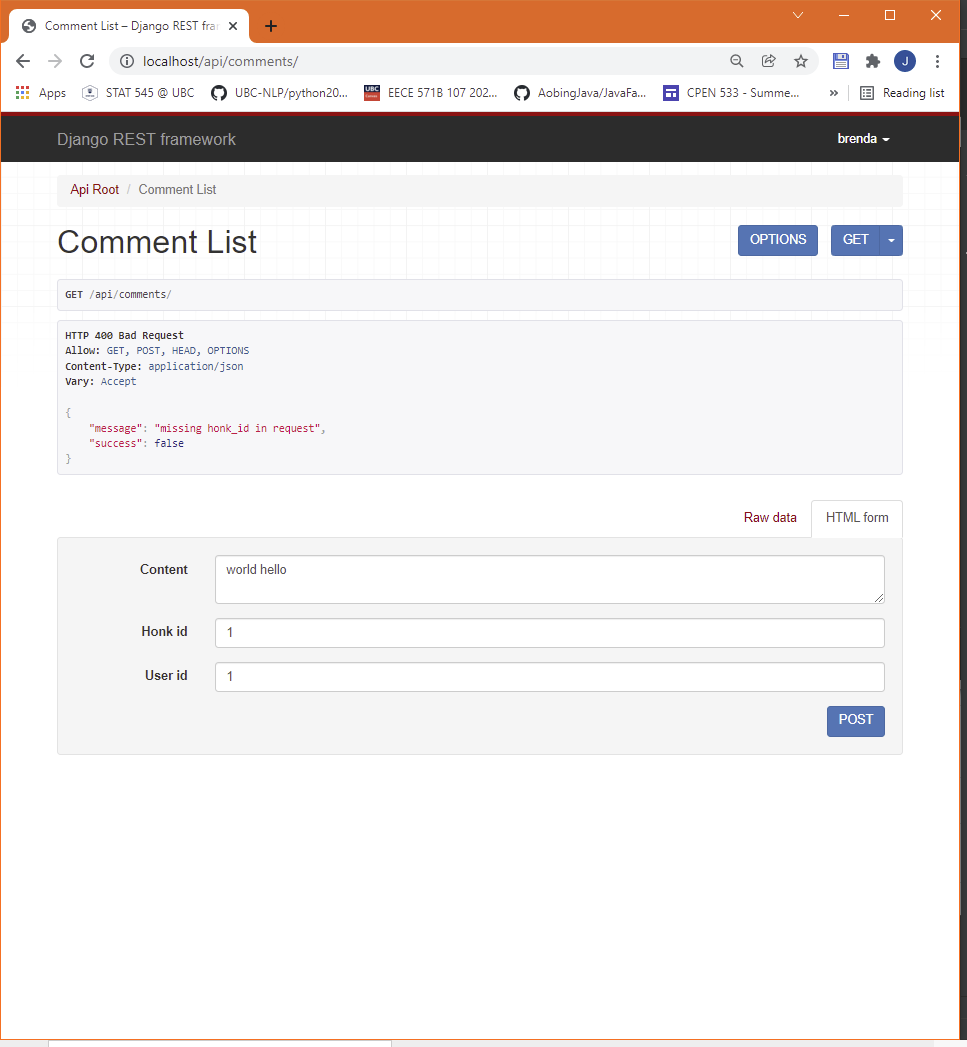 Comment List – Django REST fra
localhost/api/comments/
J
Apps STAT 545 @ UBC UBC-NLP/python20... UBC EECE 571B 107 202... AobingJava/JavaFa... CPEN 533 - Summe... » Reading list
Django REST framework brenda
Api Root / Comment List
Comment List OPTIONS GET
GET /api/comments/
HTTP 400 Bad Request
Allow: GET, POST, HEAD, OPTIONS
Content-Type: application/json
Vary: Accept
{
"message": "missing honk_id in request",
"success": false
}
Raw data HTML form
Content world hello
Honk id 1
User id 1
POST